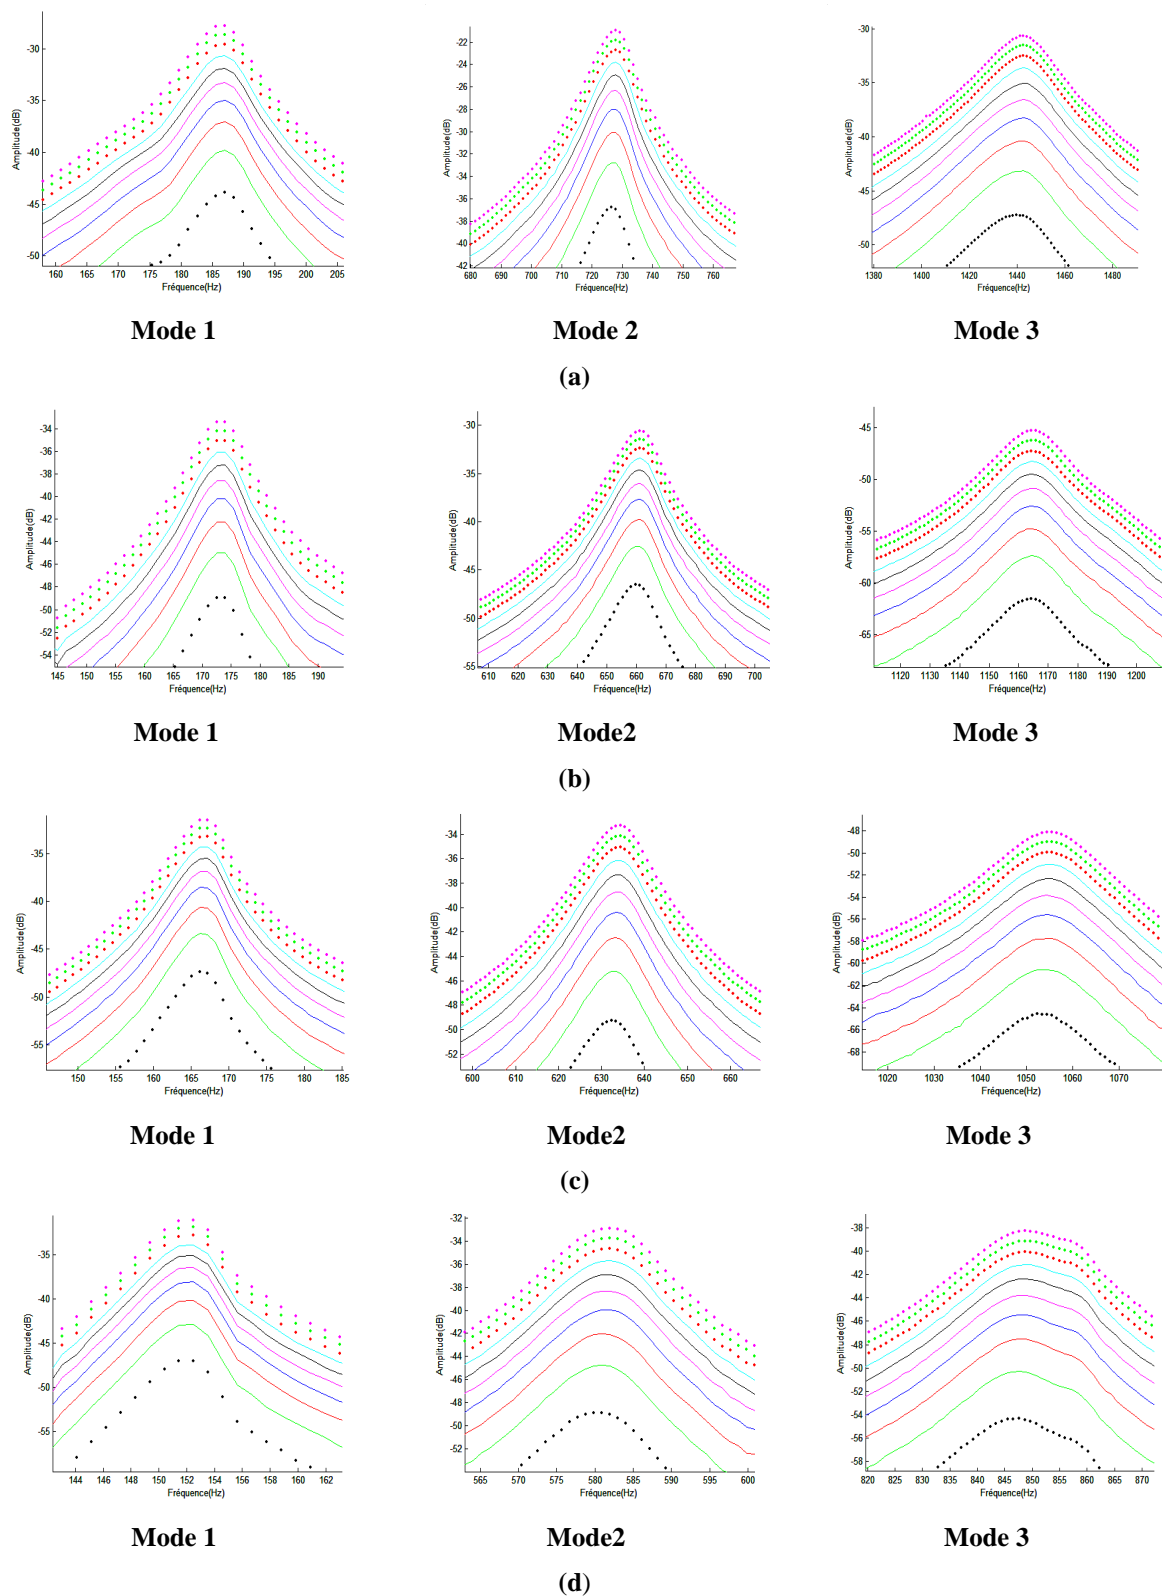 -30
-35
-40
-45
-50
Amplitude(dB)
160 165 170 175 180 185 190 195 200 205
Fréquence(Hz)
-22
-24
-26
-28
-30
-32
-34
-36
-38
-40
-42
Amplitude(dB)
680 690 700 710 720 730 740 750 760
Fréquence(Hz)
-30
-35
-40
-45
-50
Amplitude(dB)
1380 1400 1420 1440 1460 1480
Fréquence(Hz)
Mode 1 Mode 2 Mode 3
(a)
-34
-36
-38
-40
-42
-44
-46
-48
-50
-52
-54
Amplitude(dB)
145 150 155 160 165 170 175 180 185 190
Fréquence(Hz)
-30
-35
-40
-45
-50
-55
Amplitude(dB)
610 620 630 640 650 660 670 680 690 700
Fréquence(Hz)
-45
-50
-55
-60
-65
Amplitude(dB)
1120 1130 1140 1150 1160 1170 1180 1190 1200
Fréquence(Hz)
Mode 1 Mode2 Mode 3
(b)
-35
-40
-45
-50
-55
Amplitude(dB)
150 155 160 165 170 175 180 185
Fréquence(Hz)
-34
-36
-38
-40
-42
-44
-46
-48
-50
-52
Amplitude(dB)
600 610 620 630 640 650 660
Fréquence(Hz)
-48
-50
-52
-54
-56
-58
-60
-62
-64
-66
-68
Amplitude(dB)
1020 1030 1040 1050 1060 1070
Fréquence(Hz)
Mode 1 Mode2 Mode 3
(c)
-35
-40
-45
-50
-55
Amplitude(dB)
144 146 148 150 152 154 156 158 160 162
Fréquence(Hz)
-32
-34
-36
-38
-40
-42
-44
-46
-48
-50
-52
Amplitude(dB)
565 570 575 580 585 590 595 600
Fréquence(Hz)
-38
-40
-42
-44
-46
-48
-50
-52
-54
-56
-58
Amplitude(dB)
820 825 830 835 840 845 850 855 860 865 870
Fréquence(Hz)
Mode 1 Mode2 Mode 3
(d)